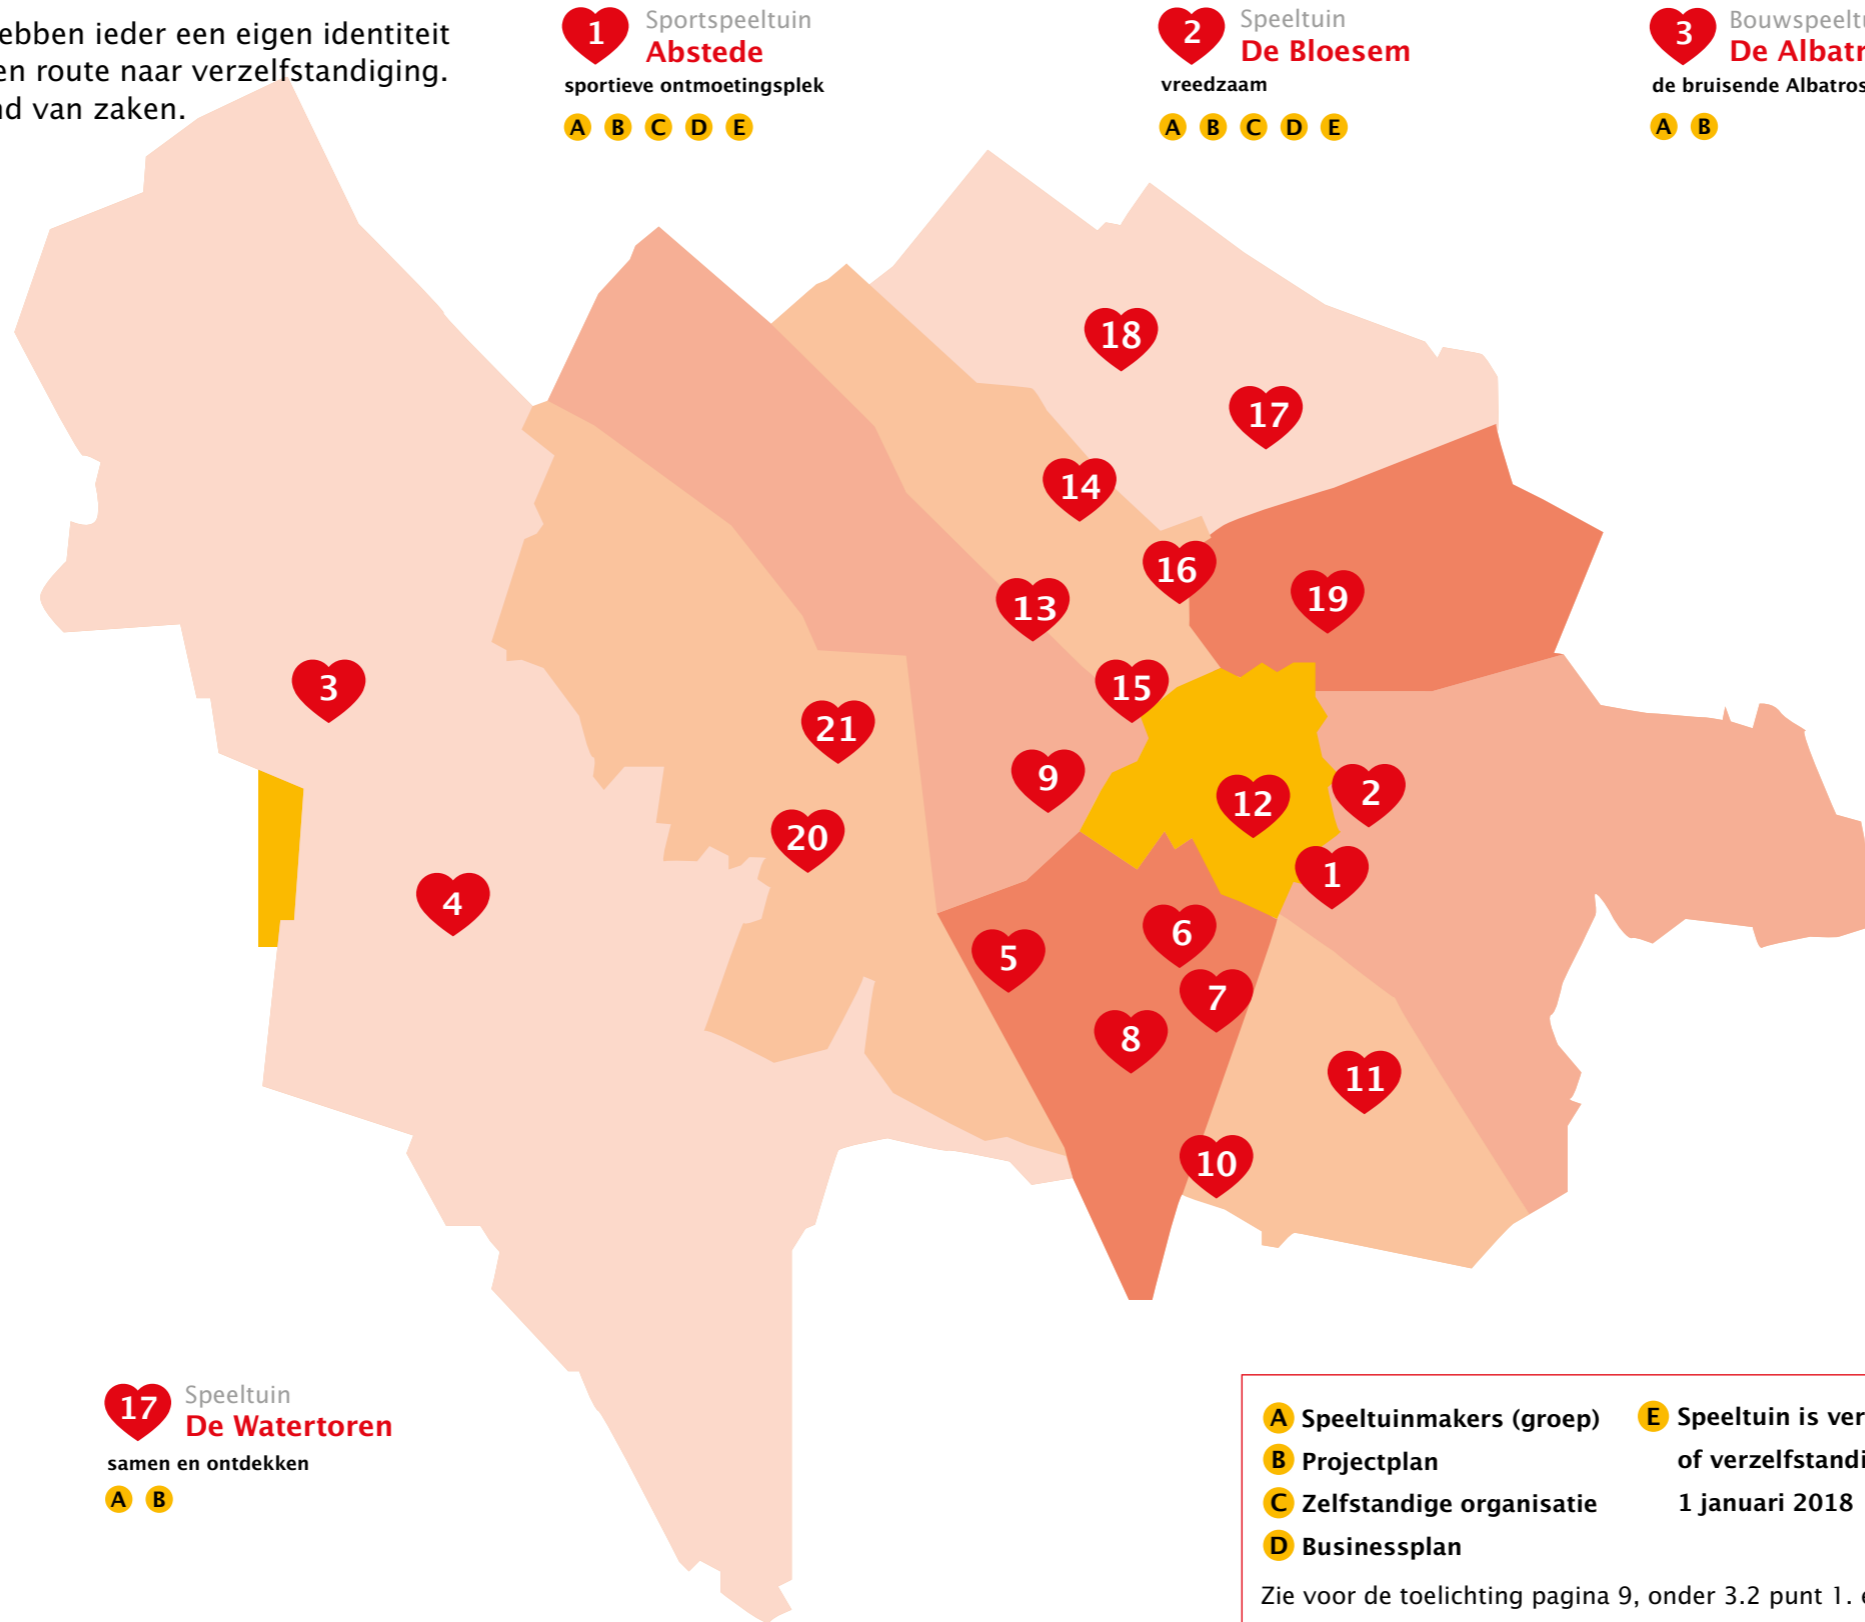 ebben ieder een eigen identiteit
en route naar verzelfstandiging.
nd van zaken.
1 Sportspeeltuin
Abstede
sportieve ontmoetingsplek
A B C D E
2 Speeltuin
De Bloesem
vreedzaam
A B C D E
3 Bouwspeeltu
De Albatr
de bruisende Albatros
A B
18
17
14
16
19
13
3
15
21
9
2
12
20
1
4
6
5
7
8
11
10
17 Speeltuin
De Watertoren
samen en ontdekken
A B
A Speeltuinmakers (groep)
B Projectplan
C Zelfstandige organisatie
D Businessplan
E Speeltuin is ver
of verzelfstandi
1 januari 2018
Zie voor de toelichting pagina 9, onder 3.2 punt 1. e